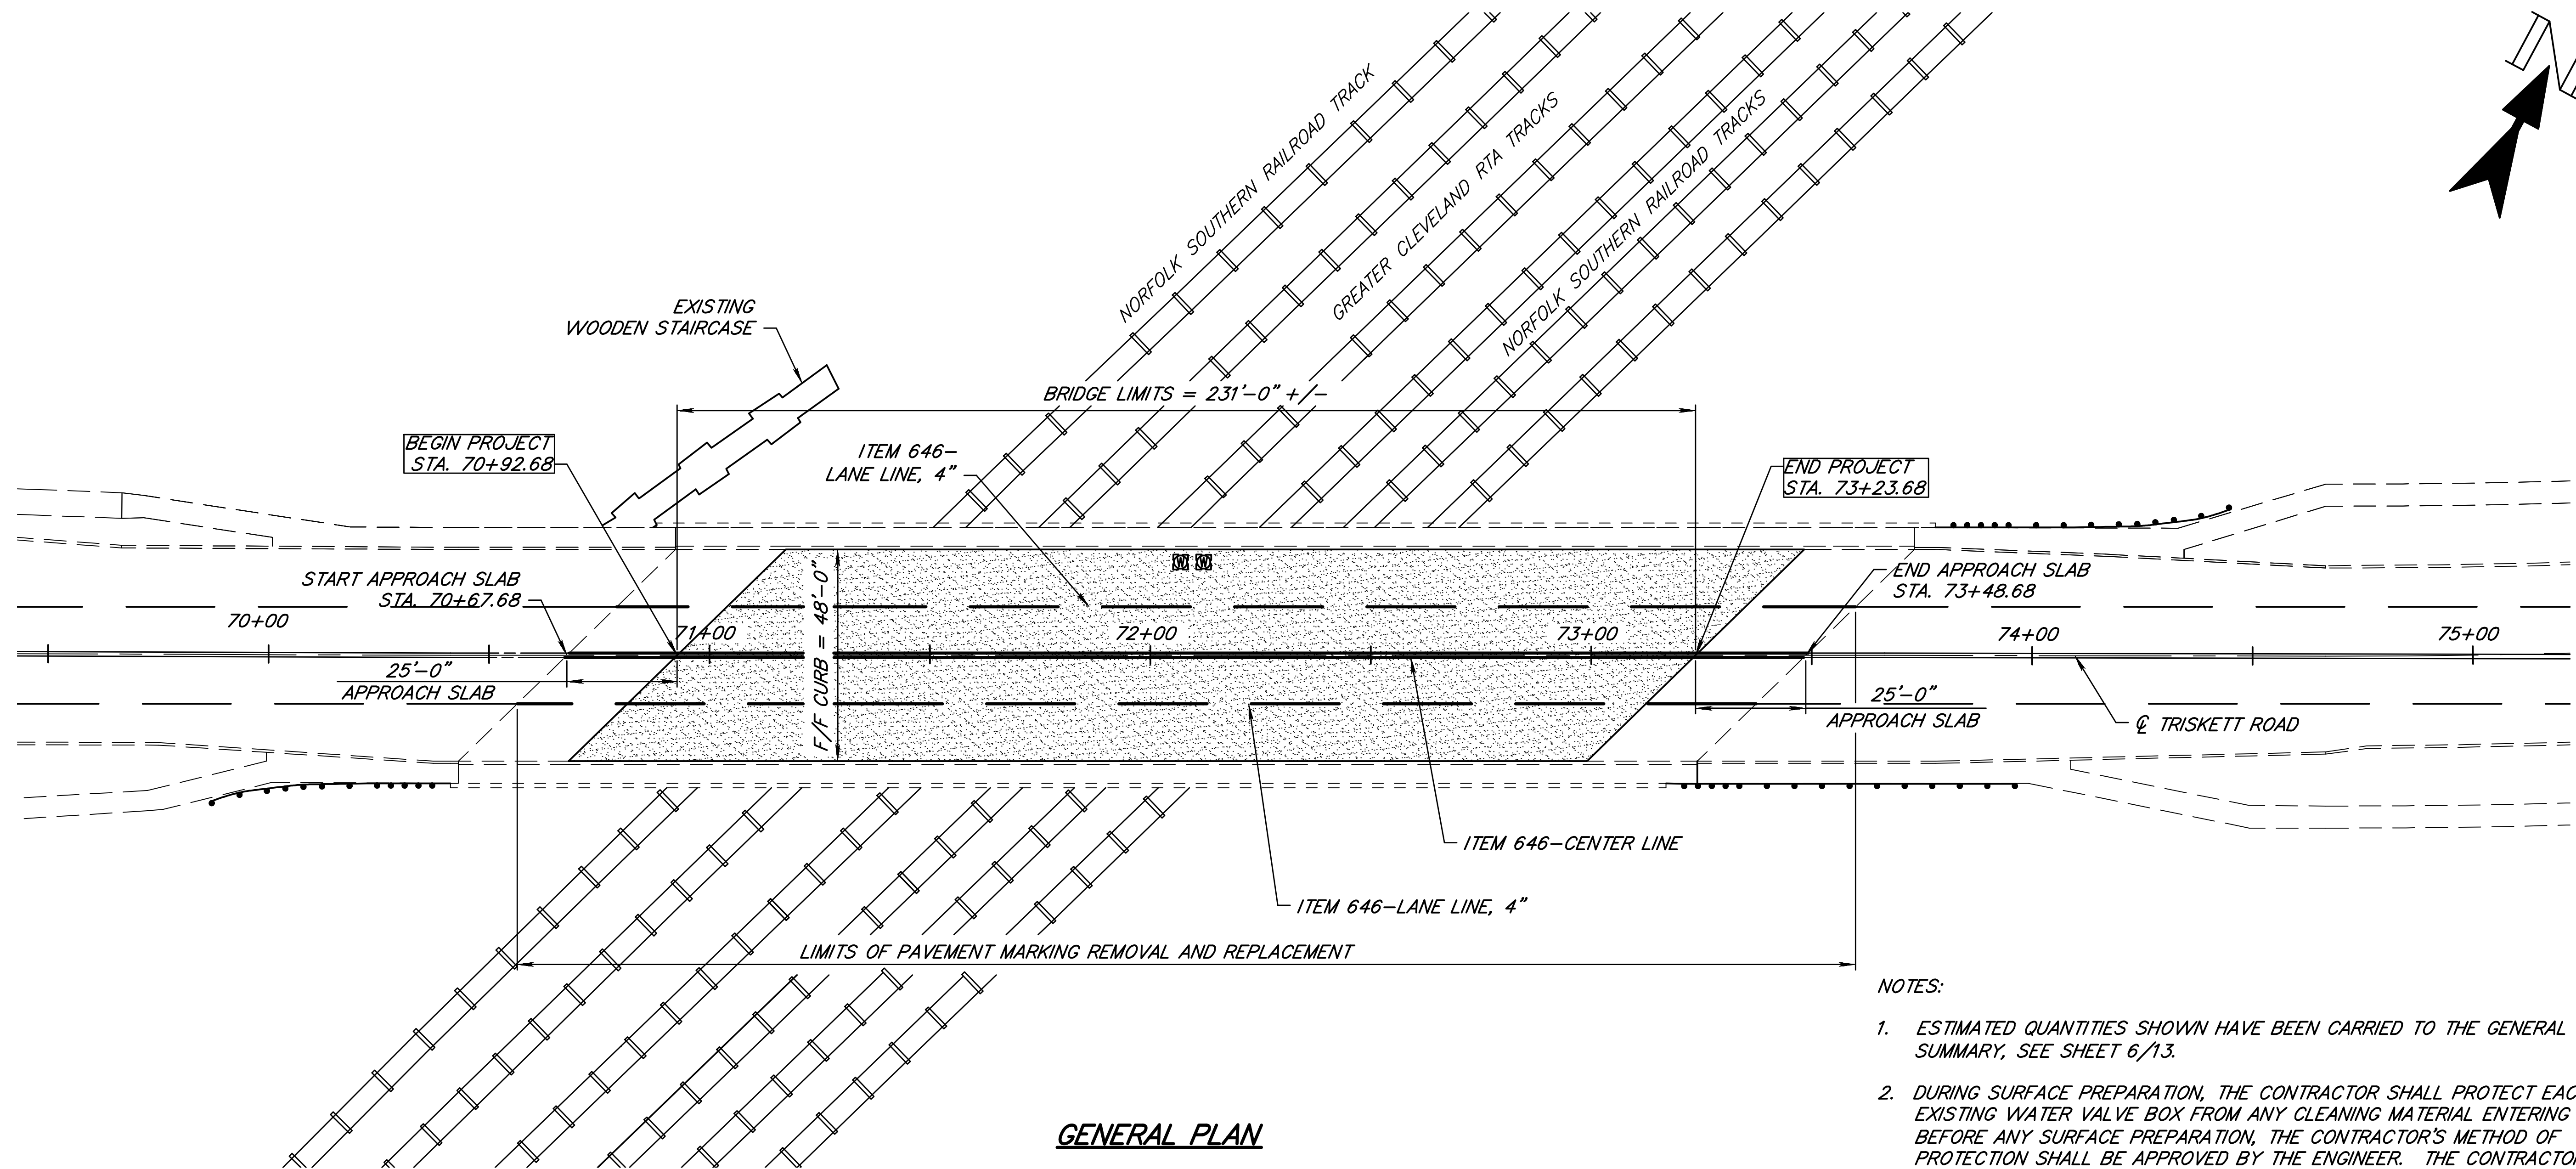 NORFOLK SOUTHERN RAILROAD TRACK
GREATER CLEVELAND RTA TRACKS
NORFOLK SOUTHERN RAILROAD TRACKS
EXISTING
WOODEN STAIRCASE
BRIDGE LIMITS = 231'-0" +/-
BEGIN PROJECT
STA. 70+92.68
ITEM 646-
LANE LINE, 4"
END PROJECT
STA. 73+23.68
START APPROACH SLAB
STA. 70+67.68
END APPROACH SLAB
STA. 73+48.68
F/F CURB = 48'-0"
W W
70+00
71+00
72+00
73+00
74+00
75+00
25'-0"
APPROACH SLAB
25'-0"
APPROACH SLAB
℄ TRISKETT ROAD
ITEM 646-CENTER LINE
ITEM 646-LANE LINE, 4"
LIMITS OF PAVEMENT MARKING REMOVAL AND REPLACEMENT
GENERAL PLAN
NOTES:
1. ESTIMATED QUANTITIES SHOWN HAVE BEEN CARRIED TO THE GENERAL
SUMMARY, SEE SHEET 6/13.
2. DURING SURFACE PREPARATION, THE CONTRACTOR SHALL PROTECT EAC
EXISTING WATER VALVE BOX FROM ANY CLEANING MATERIAL ENTERING
BEFORE ANY SURFACE PREPARATION, THE CONTRACTOR'S METHOD OF
PROTECTION SHALL BE APPROVED BY THE ENGINEER. THE CONTRACTOR